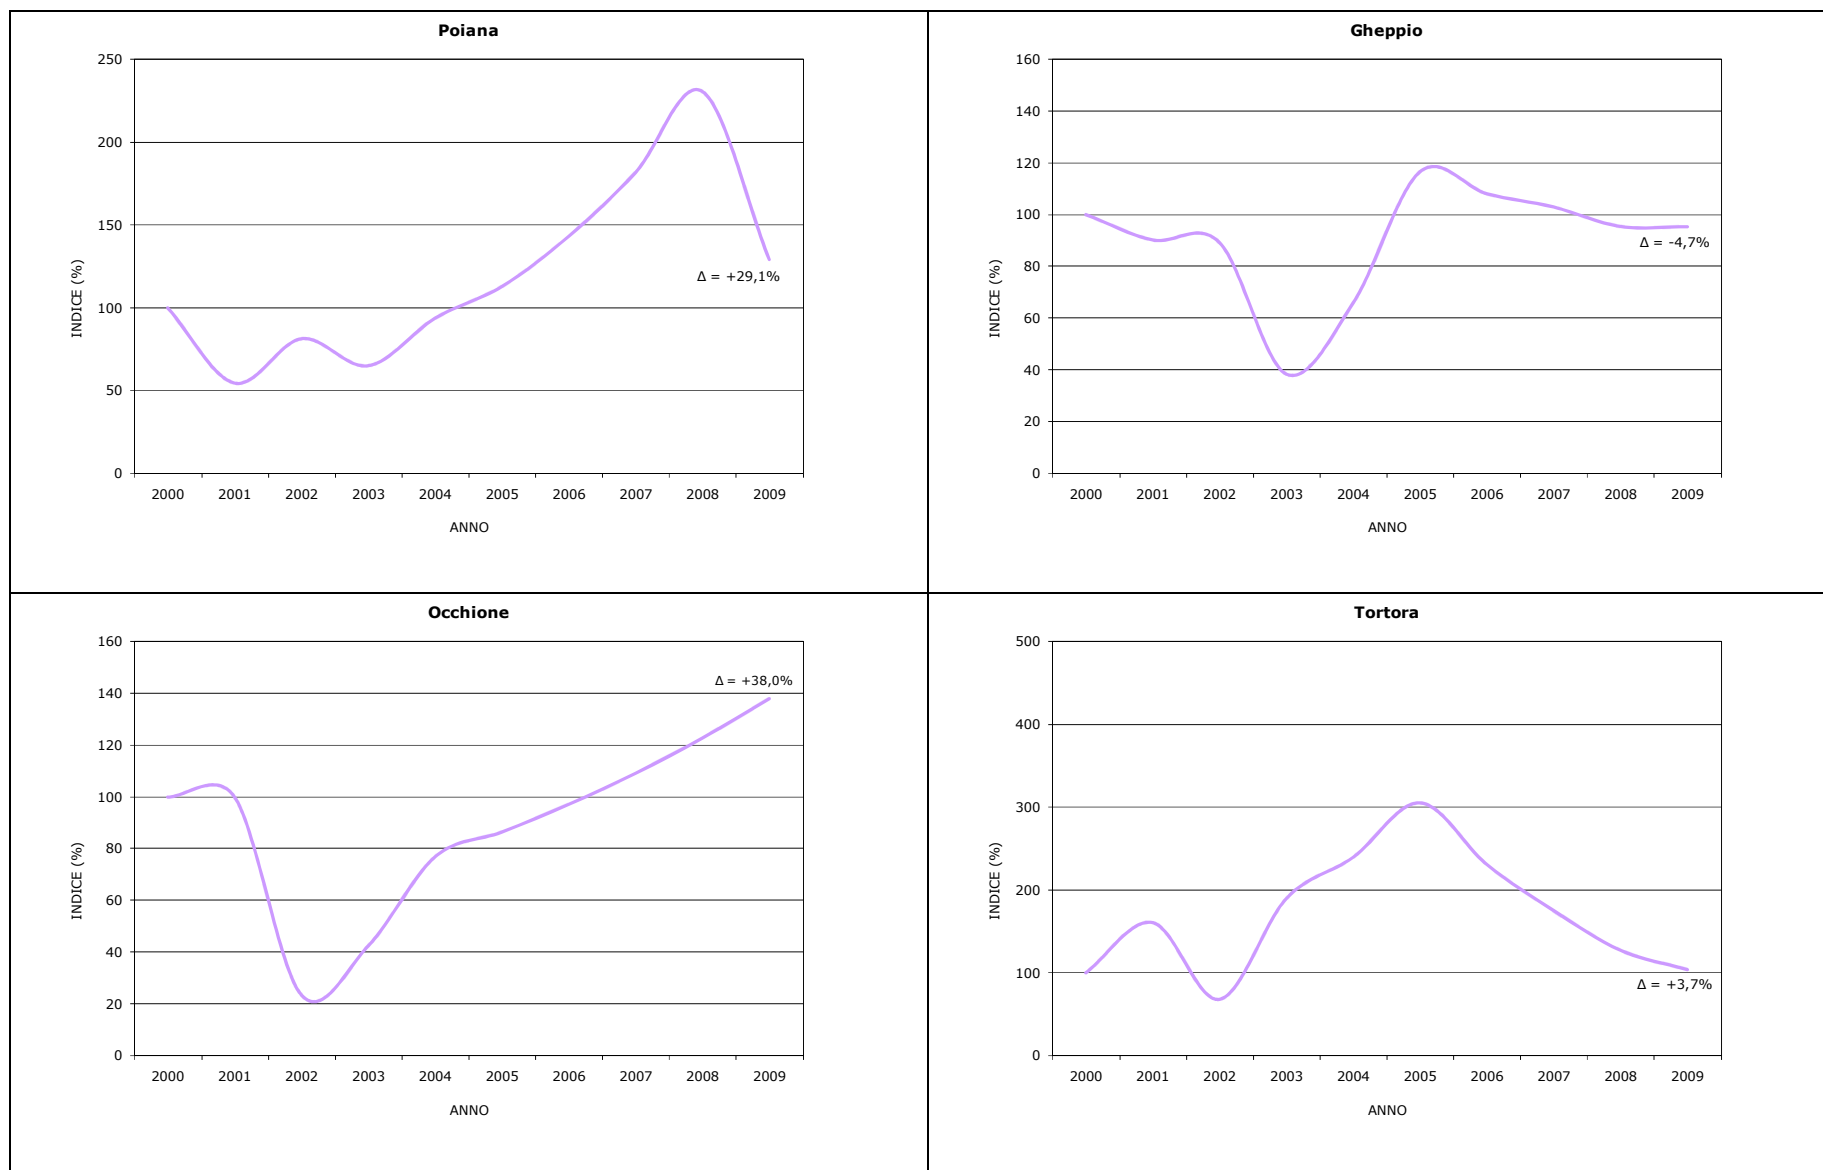 Poiana
250
200
150
100
50
0
INDICE (%)
Δ = +29,1%
2000 2001 2002 2003 2004 2005 2006 2007 2008 2009
ANNO
Gheppio
160
140
120
100
80
60
40
20
0
INDICE (%)
Δ = -4,7%
2000 2001 2002 2003 2004 2005 2006 2007 2008 2009
ANNO
Occhione
160
140
120
100
80
60
40
20
0
INDICE (%)
Δ = +38,0%
2000 2001 2002 2003 2004 2005 2006 2007 2008 2009
ANNO
Tortora
500
400
300
200
100
0
INDICE (%)
Δ = +3,7%
2000 2001 2002 2003 2004 2005 2006 2007 2008 2009
ANNO